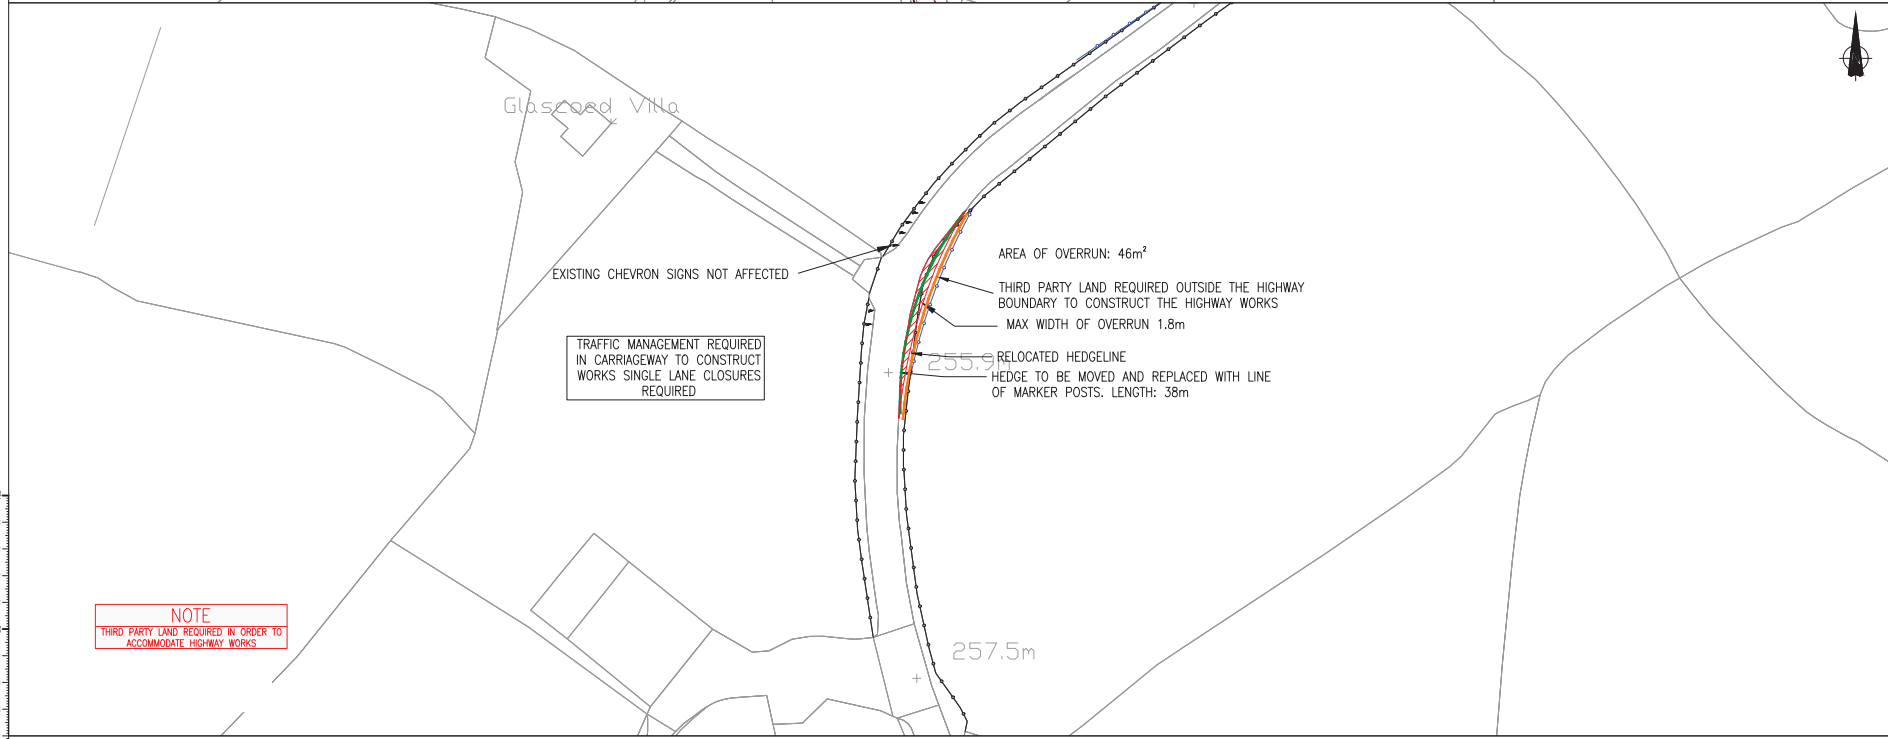 Glascoed Villa
AREA OF OVERRUN: 46m²
EXISTING CHEVRON SIGNS NOT AFFECTED
THIRD PARTY LAND REQUIRED OUTSIDE THE HIGHWAY
BOUNDARY TO CONSTRUCT THE HIGHWAY WORKS
MAX WIDTH OF OVERRUN 1.8m
TRAFFIC MANAGEMENT REQUIRED
IN CARRIAGEWAY TO CONSTRUCT
WORKS SINGLE LANE CLOSURES
REQUIRED
255.9m
RELOCATED HEDGELINE
HEDGE TO BE MOVED AND REPLACED WITH LINE
OF MARKER POSTS. LENGTH: 38m
NOTE
THIRD PARTY LAND REQUIRED IN ORDER TO
ACCOMMODATE HIGHWAY WORKS
257.5m